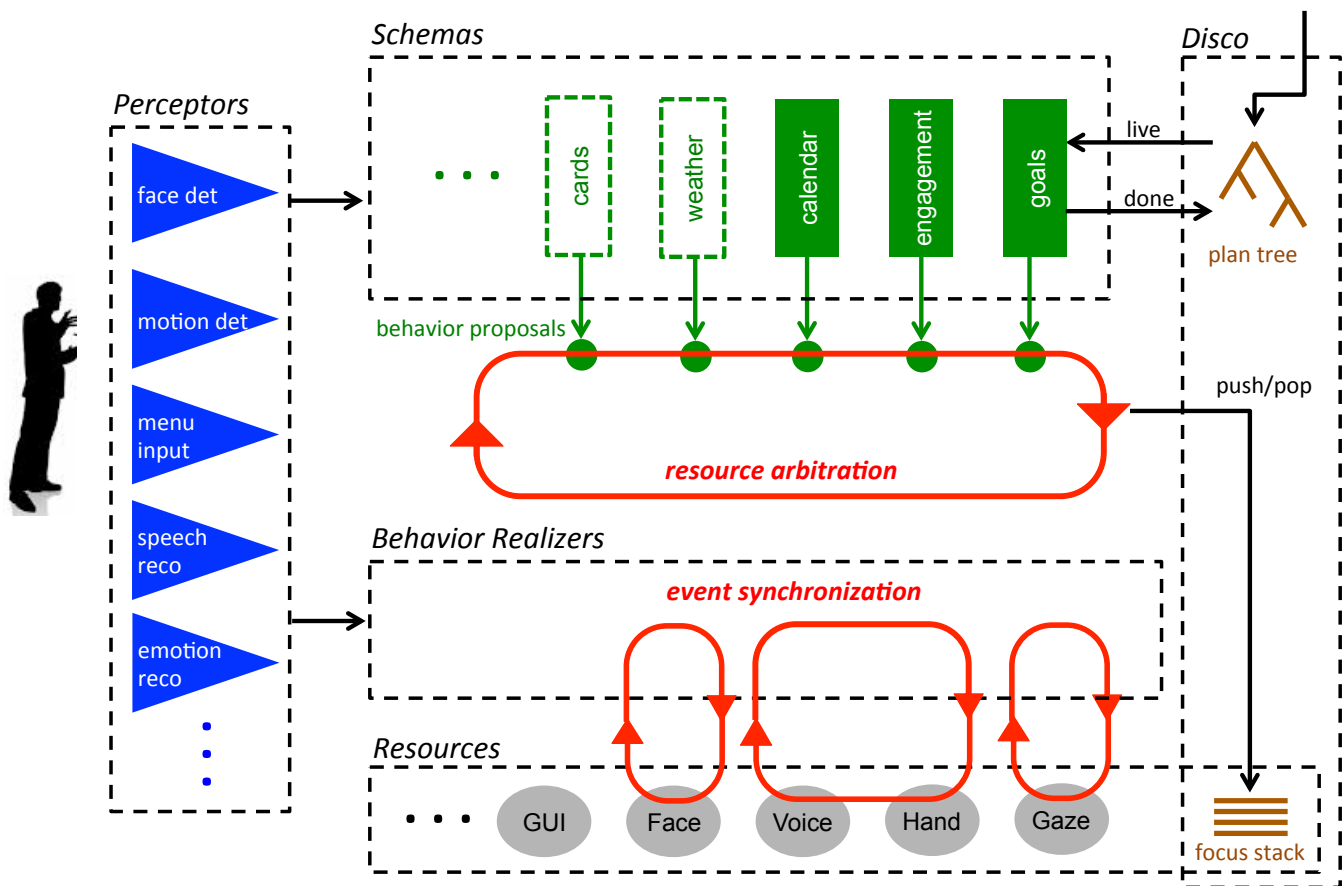 Schemas
Disco
Perceptors
face det
motion det
menu
input
speech
reco
emotion
reco
. . .
. . .
cards
weather
calendar
engagement
goals
live
done
plan tree
behavior proposals
push/pop
resource arbitration
Behavior Realizers
event synchronization
Resources
. . .
GUI
Face
Voice
Hand
Gaze
focus stack